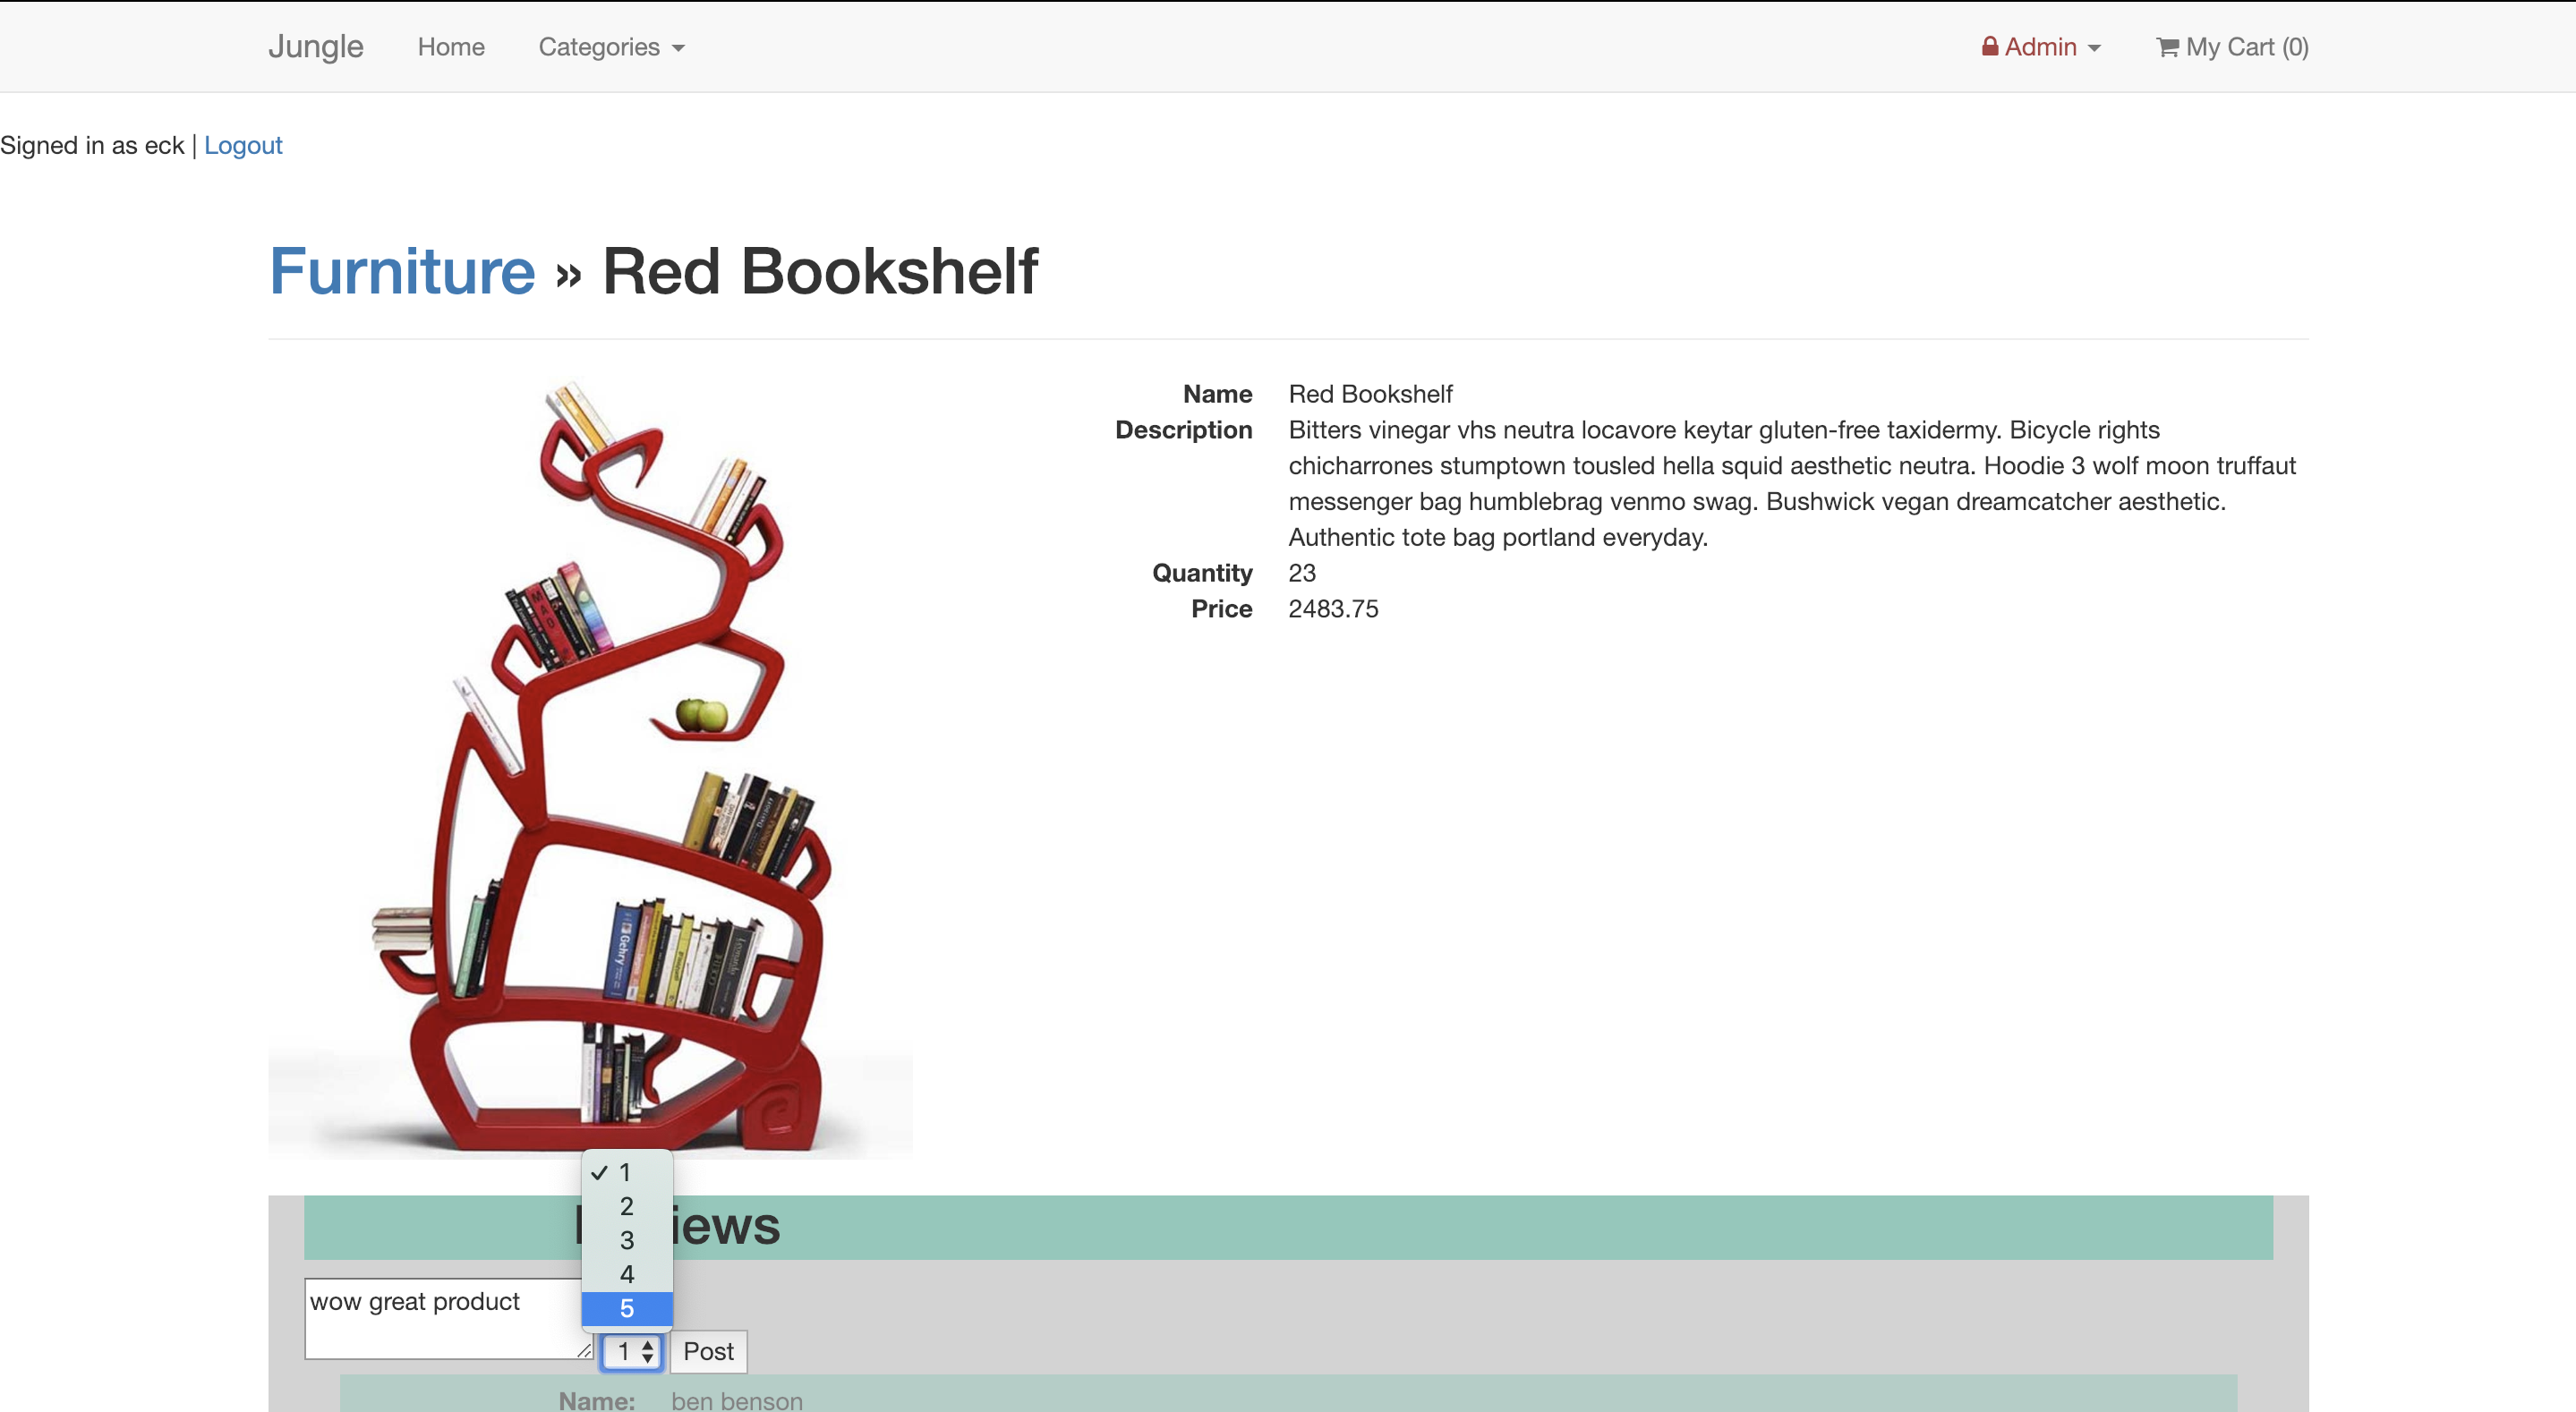 Jungle Home Categories Admin My Cart (0)
Signed in as eck | Logout
Furniture » Red Bookshelf
Name Red Bookshelf
Description Bitters vinegar vhs neutra locavore keytar gluten-free taxidermy. Bicycle rights
chicharrones stumptown tousled hella squid aesthetic neutra. Hoodie 3 wolf moon truffaut
messenger bag humblebrag venmo swag. Bushwick vegan dreamcatcher aesthetic.
Authentic tote bag portland everyday.
Quantity 23
Price 2483.75
MAD
Gehry
✓ 1
2
3
4
5
iews
wow great product
1 Post
Name: ben benson